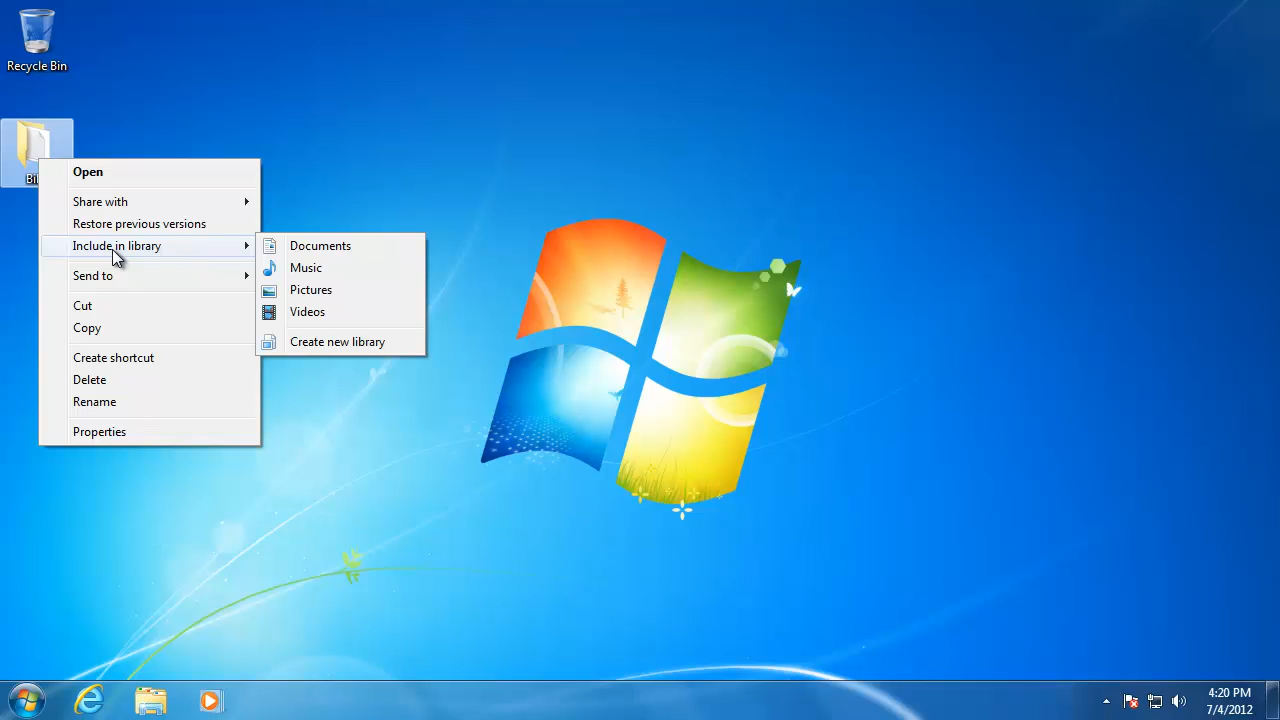 Recycle Bin
Open
Share with
Restore previous versions
Include in library
Send to
Cut
Copy
Create shortcut
Delete
Rename
Properties
Documents
Music
Pictures
Videos
Create new library
4:20 PM
7/4/2012